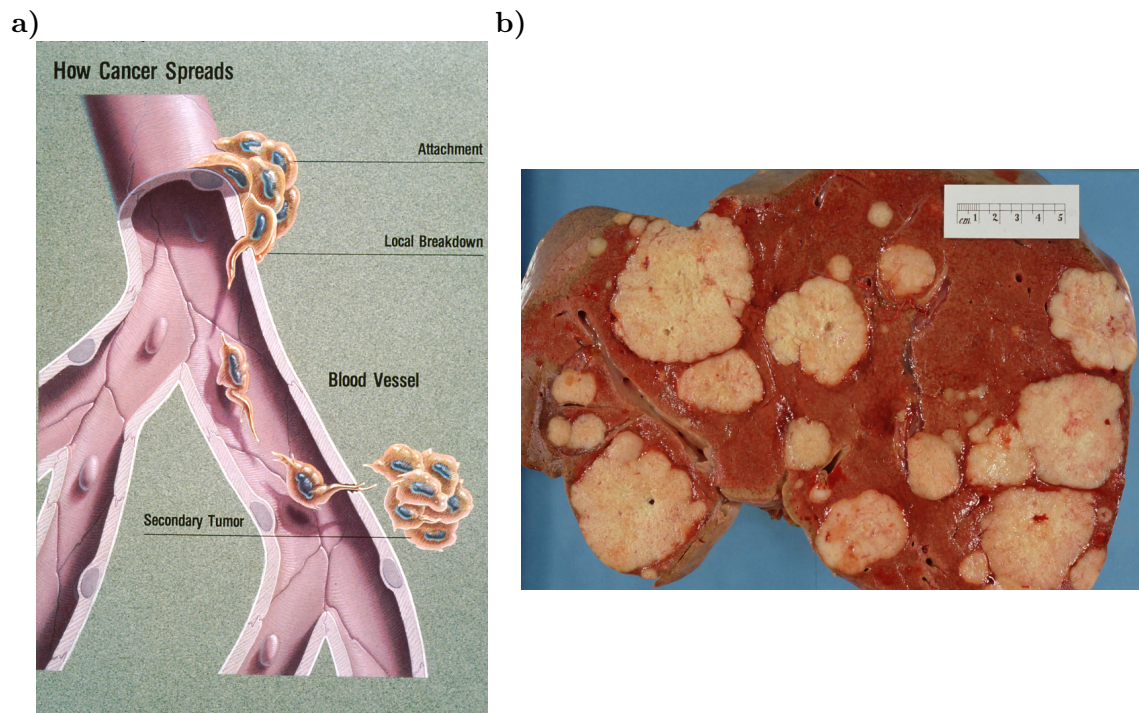 a)
b)
How Cancer Spreads
Attachment
Local Breakdown
Blood Vessel
Secondary Tumor
cm 1 2 3 4 5